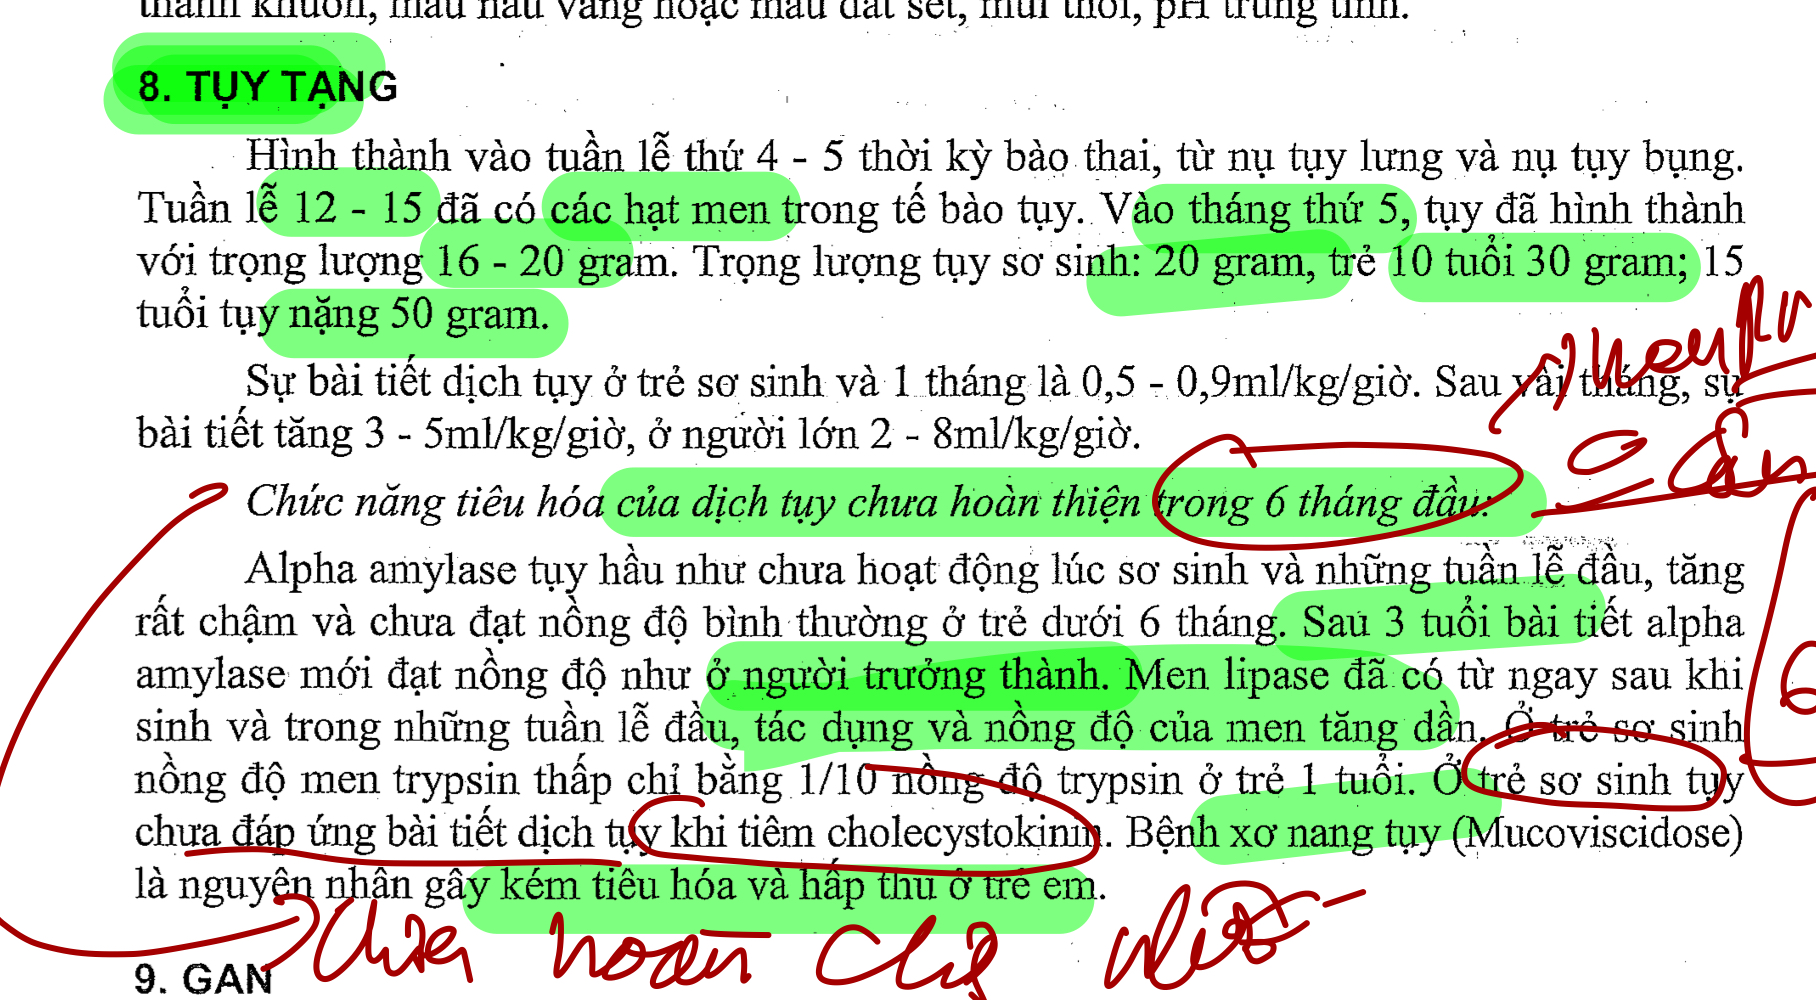 thành khuôn, màu nâu vàng hoặc màu đất sét, mùi thối, pH trung tính.
8. TỤY TẠNG
Hình thành vào tuần lễ thứ 4 - 5 thời kỳ bào thai, từ nụ tụy lưng và nụ tụy bụng.
Tuần lễ 12 - 15 đã có các hạt men trong tế bào tụy. Vào tháng thứ 5, tụy đã hình thành
với trọng lượng 16 - 20 gram. Trọng lượng tụy sơ sinh: 20 gram, trẻ 10 tuổi 30 gram; 15
tuổi tụy nặng 50 gram.
Sự bài tiết dịch tụy ở trẻ sơ sinh và 1 tháng là 0,5 - 0,9ml/kg/giờ. Sau vài tháng, sự
bài tiết tăng 3 - 5ml/kg/giờ, ở người lớn 2 - 8ml/kg/giờ.
Chức năng tiêu hóa của dịch tụy chưa hoàn thiện trong 6 tháng đầu:
Alpha amylase tụy hầu như chưa hoạt động lúc sơ sinh và những tuần lễ đầu, tăng
rất chậm và chưa đạt nồng độ bình thường ở trẻ dưới 6 tháng. Sau 3 tuổi bài tiết alpha
amylase mới đạt nồng độ như ở người trưởng thành. Men lipase đã có từ ngay sau khi
sinh và trong những tuần lễ đầu, tác dụng và nồng độ của men tăng dần. Ở trẻ sơ sinh
nồng độ men trypsin thấp chỉ bằng 1/10 nồng độ trypsin ở trẻ 1 tuổi. Ở trẻ sơ sinh tụy
chưa đáp ứng bài tiết dịch tụy khi tiêm cholecystokinin. Bệnh xơ nang tụy (Mucoviscidose)
là nguyên nhân gây kém tiêu hóa và hấp thu ở trẻ em.
chưa hoàn
9. GAN